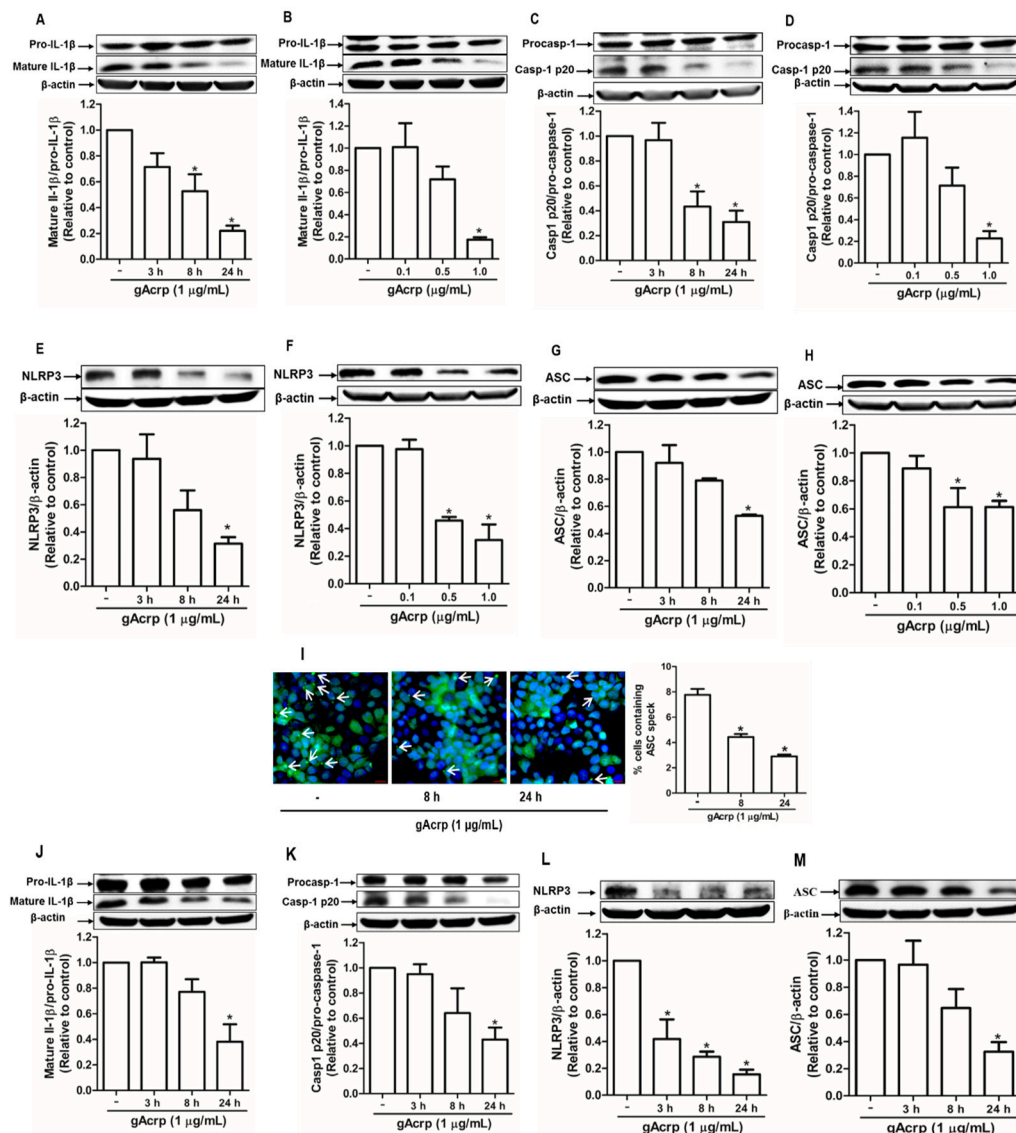 A
Pro-IL-1β
Mature IL-1β
β-actin
1.2
1.0
0.8
0.6
0.4
0.2
0.0
Mature Il-1β/pro-IL-1β
(Relative to control)
*
*
- 3 h 8 h 24 h
gAcrp (1 μg/mL)
B
Pro-IL-1β
Mature IL-1β
β-actin
1.4
1.2
1.0
0.8
0.6
0.4
0.2
0.0
Mature Il-1β/pro-IL-1β
(Relative to control)
*
- 0.1 0.5 1.0
gAcrp (μg/mL)
C
Procasp-1
Casp-1 p20
β-actin
1.2
1.0
0.8
0.6
0.4
0.2
0.0
Casp1 p20/pro-caspase-1
(Relative to control)
*
*
- 3 h 8 h 24 h
gAcrp (1 μg/mL)
D
Procasp-1
Casp-1 p20
β-actin
1.4
1.2
1.0
0.8
0.6
0.4
0.2
0.0
Casp1 p20/pro-caspase-1
(Relative to control)
*
- 0.1 0.5 1.0
gAcrp (μg/mL)
E
NLRP3
β-actin
1.2
1.0
0.8
0.6
0.4
0.2
0.0
NLRP3/β-actin
(Relative to control)
*
- 3 h 8 h 24 h
gAcrp (1 μg/mL)
F
NLRP3
β-actin
1.2
1.0
0.8
0.6
0.4
0.2
0.0
NLRP3/β-actin
(Relative to control)
*
*
- 0.1 0.5 1.0
gAcrp (μg/mL)
G
ASC
β-actin
1.2
1.0
0.8
0.6
0.4
0.2
0.0
ASC/β-actin
(Relative to control)
*
- 3 h 8 h 24 h
gAcrp (1 μg/mL)
H
ASC
β-actin
1.2
1.0
0.8
0.6
0.4
0.2
0.0
ASC/β-actin
(Relative to control)
*
*
- 0.1 0.5 1.0
gAcrp (μg/mL)
I
- 8 h 24 h
gAcrp (1 μg/mL)
10
8
6
4
2
0
% cells containing
ASC speck
*
*
- 8 24
gAcrp (1 μg/mL)
J
Pro-IL-1β
Mature IL-1β
β-actin
1.2
1.0
0.8
0.6
0.4
0.2
0.0
Mature Il-1β/pro-IL-1β
(Relative to control)
*
- 3 h 8 h 24 h
gAcrp (1 μg/mL)
K
Procasp-1
Casp-1 p20
β-actin
1.2
1.0
0.8
0.6
0.4
0.2
0.0
Casp1 p20/pro-caspase-1
(Relative to control)
*
- 3 h 8 h 24 h
gAcrp (1 μg/mL)
L
NLRP3
β-actin
1.2
1.0
0.8
0.6
0.4
0.2
0.0
NLRP3/β-actin
(Relative to control)
*
*
*
- 3 h 8 h 24 h
gAcrp (1 μg/mL)
M
ASC
β-actin
1.2
1.0
0.8
0.6
0.4
0.2
0.0
ASC/β-actin
(Relative to control)
*
- 3 h 8 h 24 h
gAcrp (1 μg/mL)